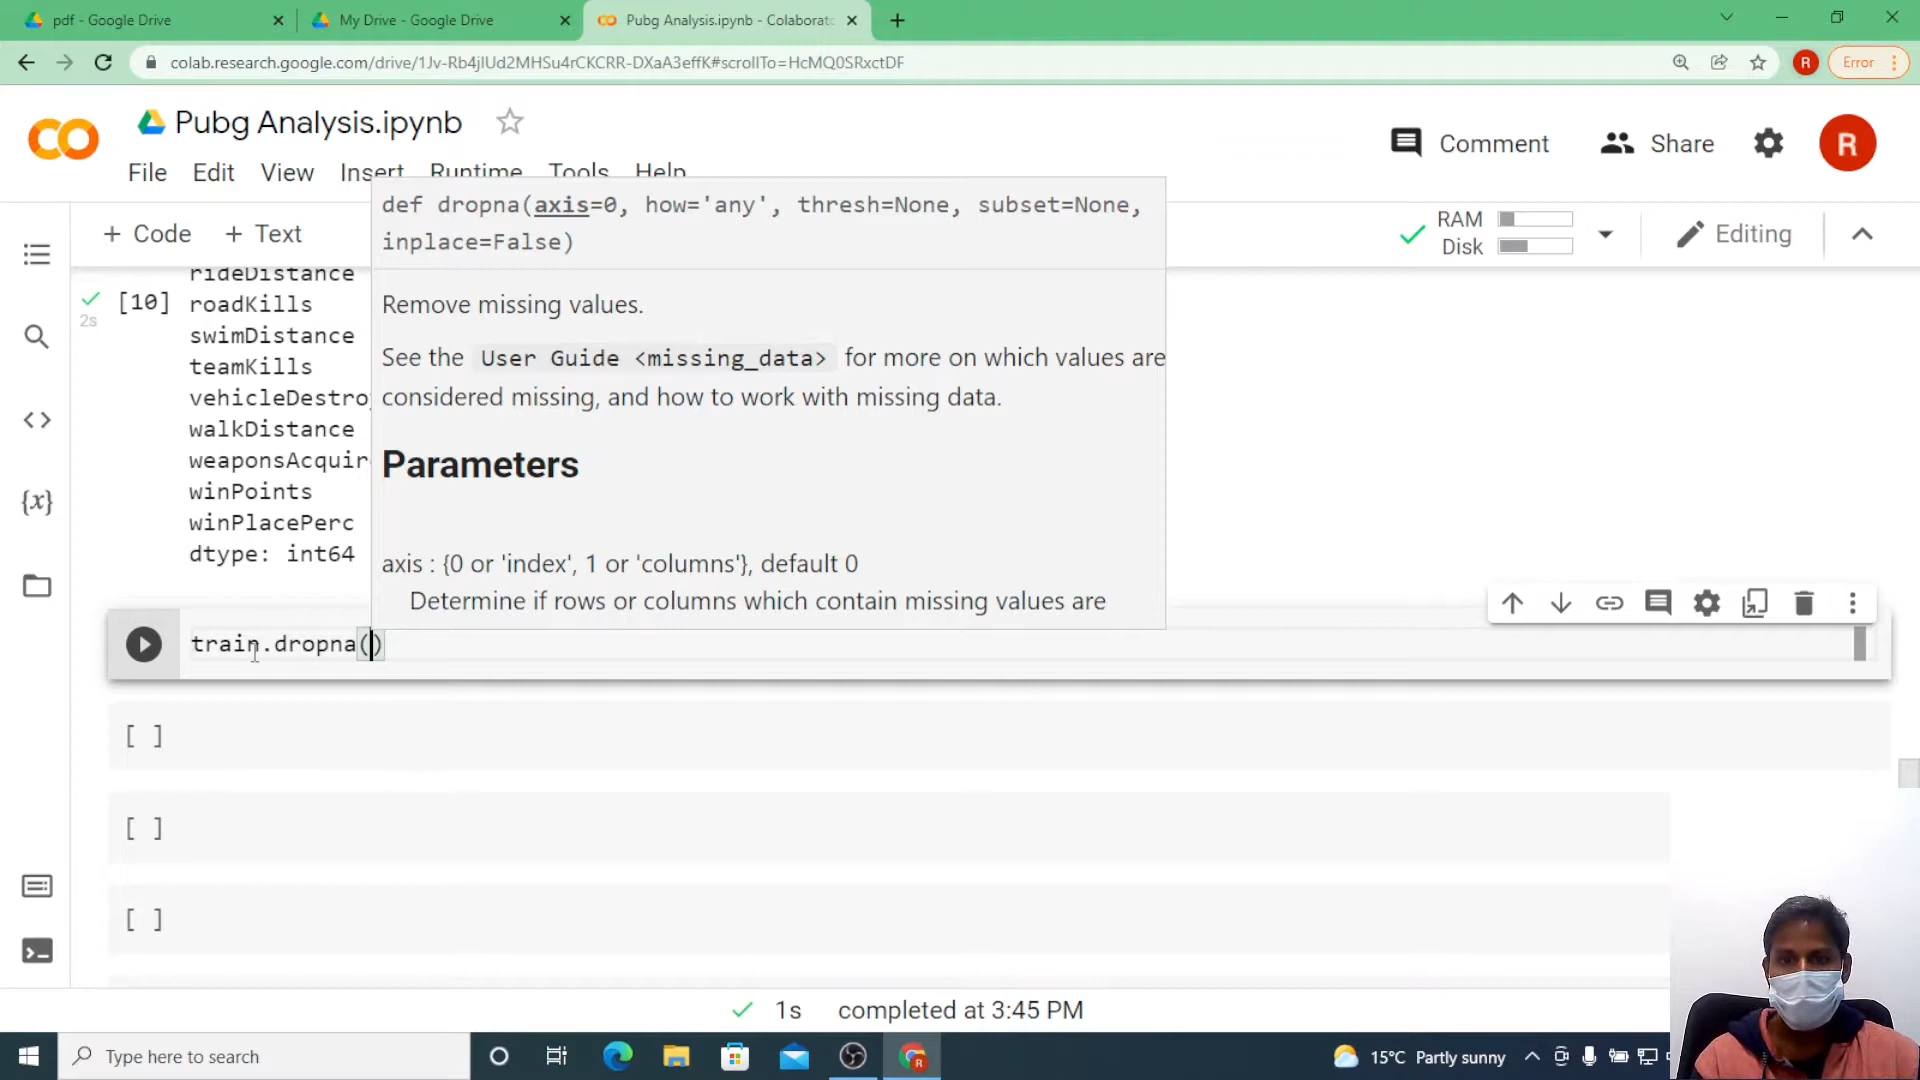 pdf - Google Drive
My Drive - Google Drive
Pubg Analysis.ipynb - Colaborat
colab.research.google.com/drive/1Jv-Rb4jlUd2MHSu4rCKCRR-DXaA3effK#scrollTo=HcMQ0SRxctDF
R
Error
Pubg Analysis.ipynb
Comment
Share
R
File Edit View Insert Runtime Tools Help
+ Code + Text
RAM
Disk
Editing
def dropna(axis=0, how='any', thresh=None, subset=None,
inplace=False)
Remove missing values.
See the User Guide <missing_data> for more on which values are
considered missing, and how to work with missing data.
Parameters
axis : {0 or 'index', 1 or 'columns'}, default 0
Determine if rows or columns which contain missing values are
[10]
2s
rideDistance
roadKills
swimDistance
teamKills
vehicleDestro
walkDistance
weaponsAcquir
winPoints
winPlacePerc
dtype: int64
{x}
train.dropna()
[ ]
[ ]
[ ]
1s completed at 3:45 PM
Type here to search
R
15°C Partly sunny